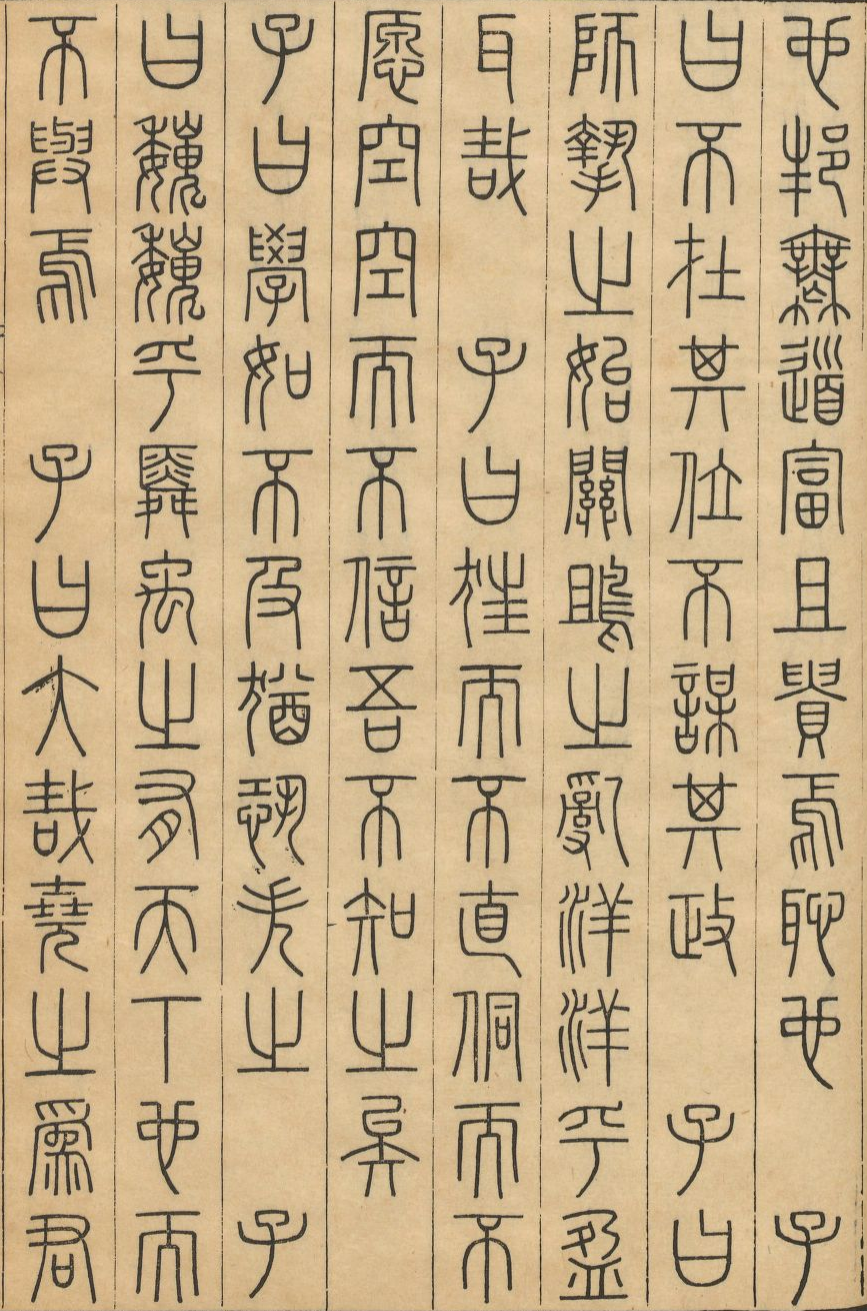 也邦無道富且貴焉恥也 子
曰不在其位不謀其政 子曰
師摯之始關雎之亂洋洋乎盈
耳哉 子曰狂而不直侗而不
愿空空而不信吾不知之矣
子曰學如不及猶恐失之 子
曰巍巍乎舜禹之有天下也而
不與焉 子曰大哉堯之爲君